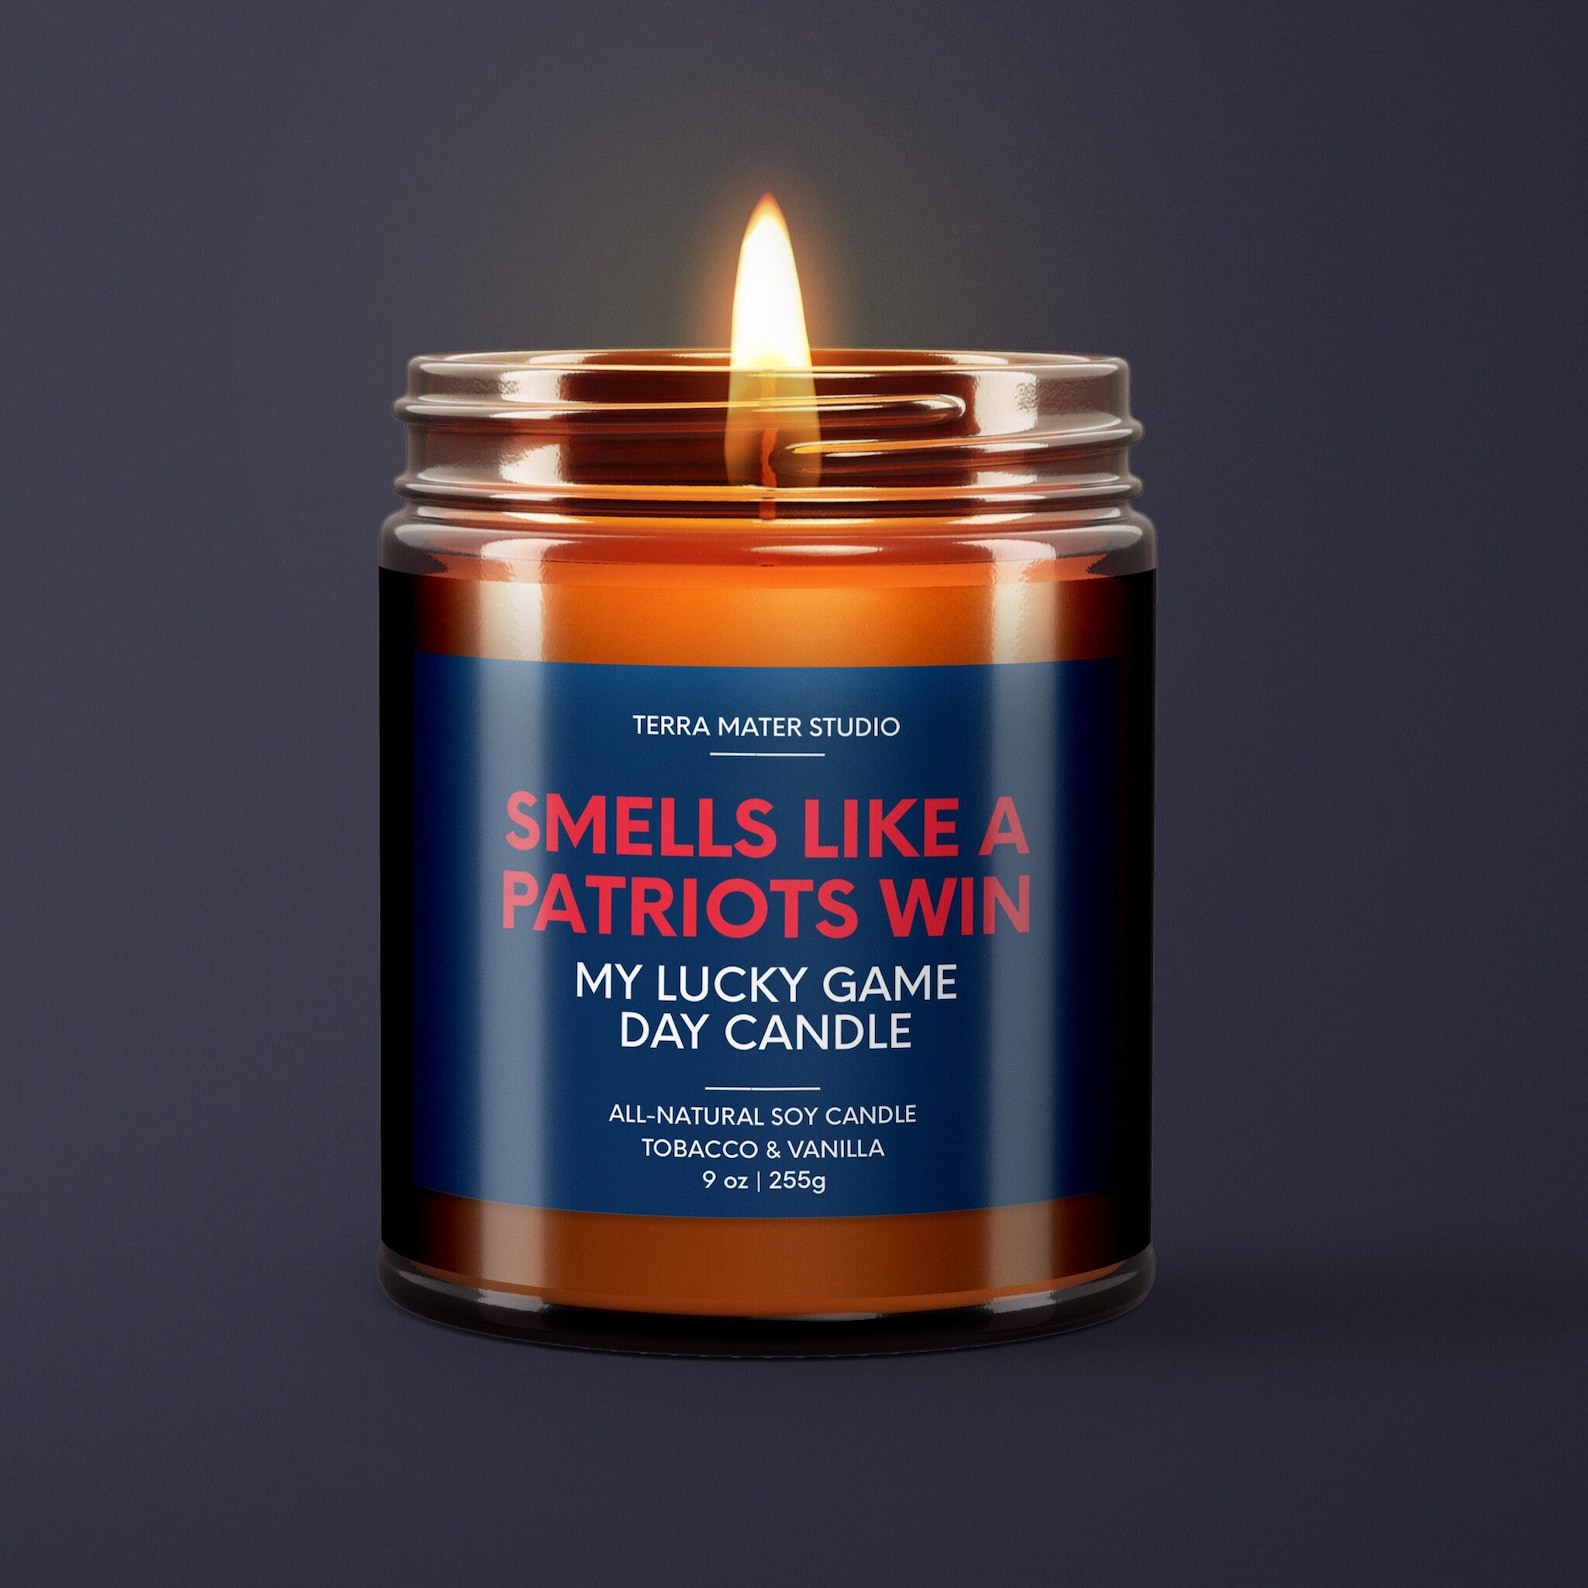 TERRA MATER STUDIO
SMELLS LIKE A
PATRIOTS WIN
MY LUCKY GAME
DAY CANDLE
ALL-NATURAL SOY CANDLE
TOBACCO & VANILLA
9 oz | 255g